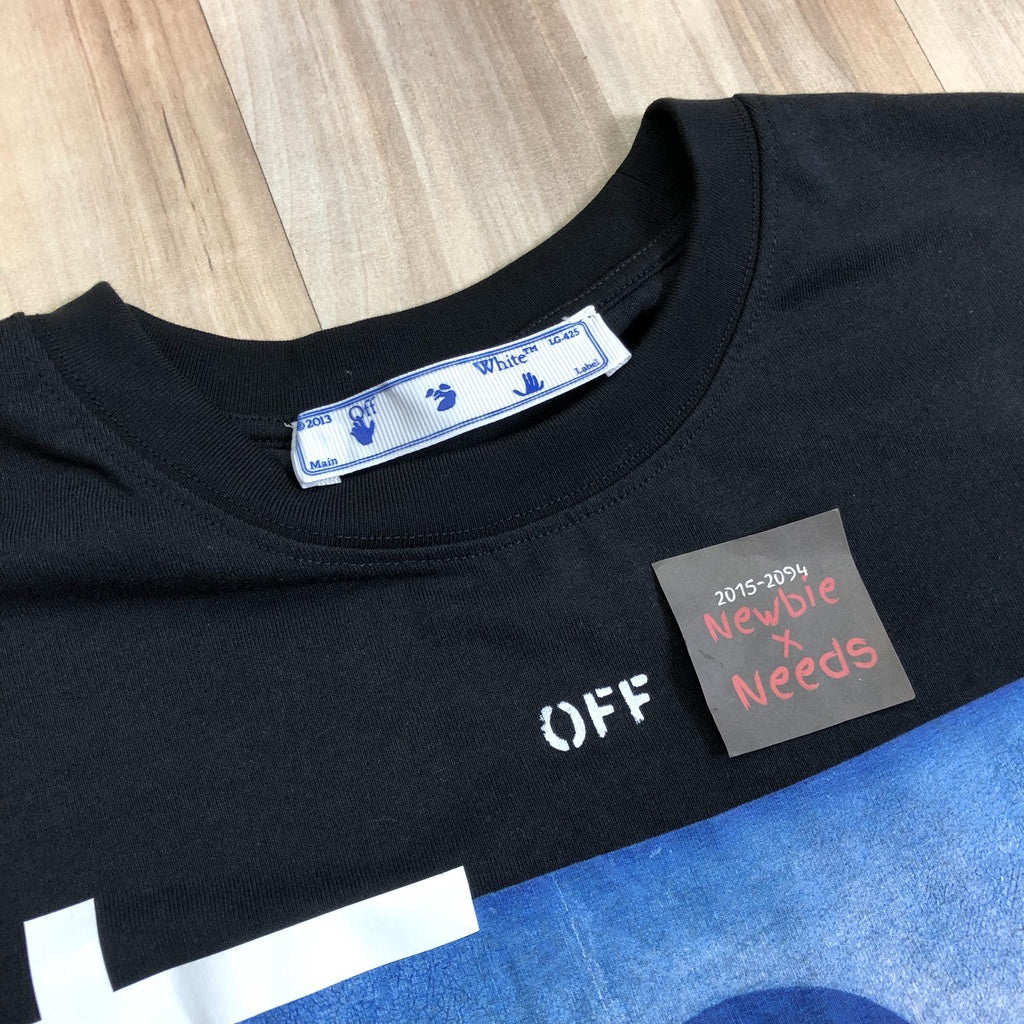 ©2013 Off White™ LG-425
Main Label
OFF
2015-2094
Newbie
x
Needs